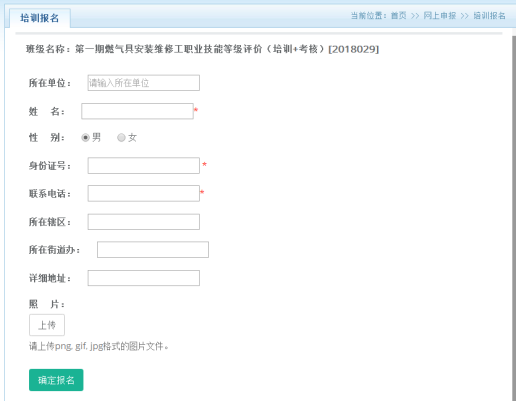 培训报名
当前位置：首页 >> 网上申报 >> 培训报名
班级名称：第一期燃气具安装维修工职业技能等级评价（培训+考核）[2018029]
所在单位： 请输入所在单位
姓 名： *
性 别： 男 女
身份证号： *
联系电话： *
所在辖区：
所在街道办：
详细地址：
照 片：
上传
请上传png, gif, jpg格式的图片文件。
确定报名